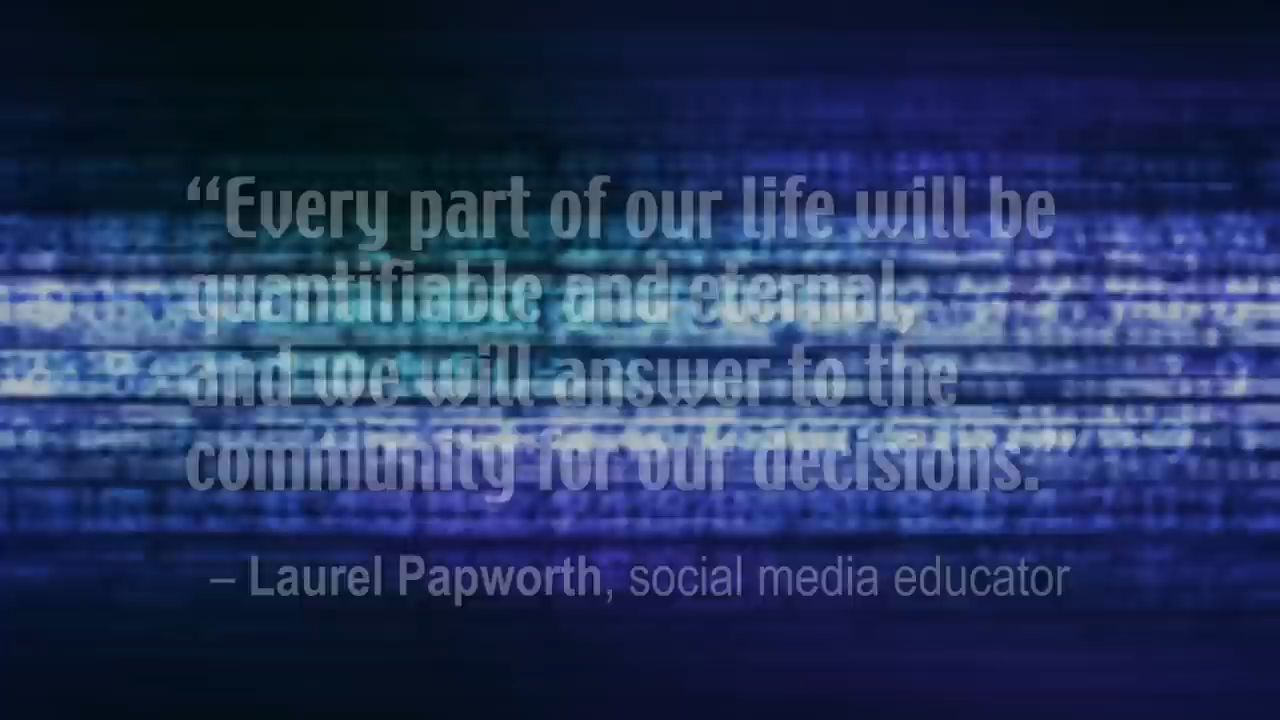 “Every part of our life will be
quantifiable and eternal,
and we will answer to the
community for our decisions.”
– Laurel Papworth, social media educator